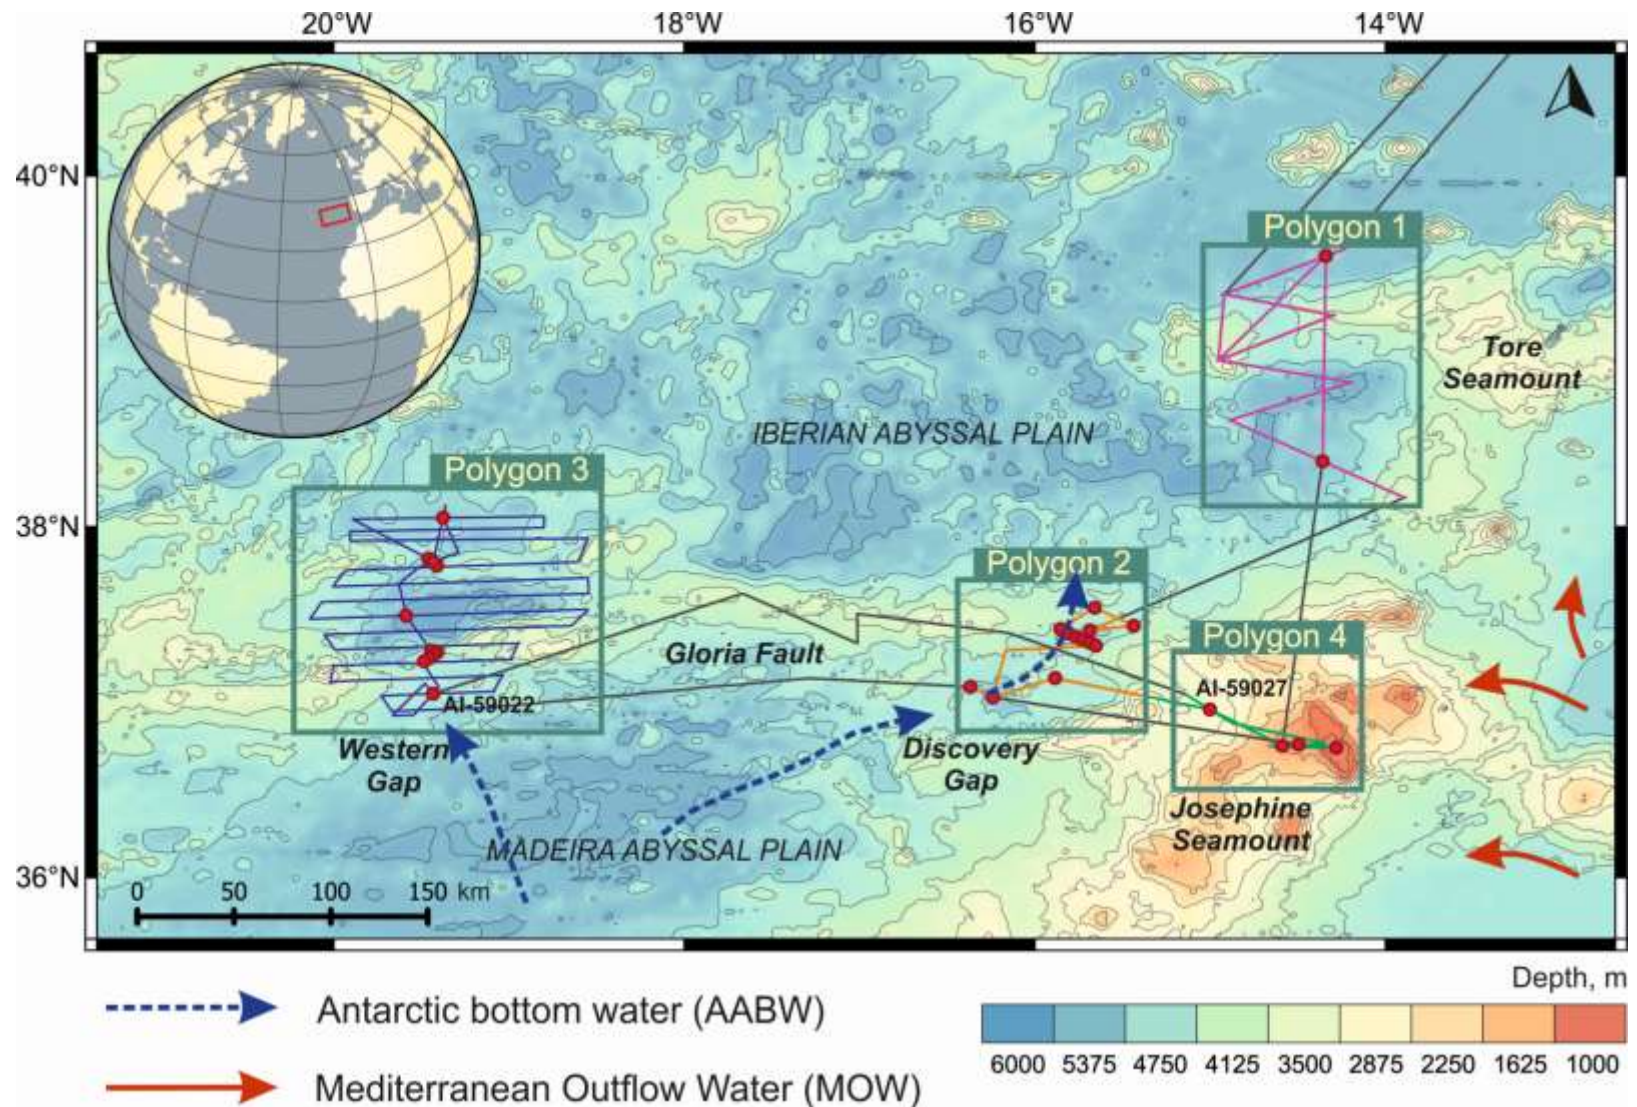 20°W 18°W 16°W 14°W
40°N
38°N
36°N
Polygon 1
Tore
Seamount
IBERIAN ABYSSAL PLAIN
Polygon 3
Polygon 2
Polygon 4
Gloria Fault
AI-59027
AI-59022
Western
Gap
Discovery
Gap
Josephine
Seamount
MADEIRA ABYSSAL PLAIN
0 50 100 150 km
Depth, m
Antarctic bottom water (AABW)
6000 5375 4750 4125 3500 2875 2250 1625 1000
Mediterranean Outflow Water (MOW)